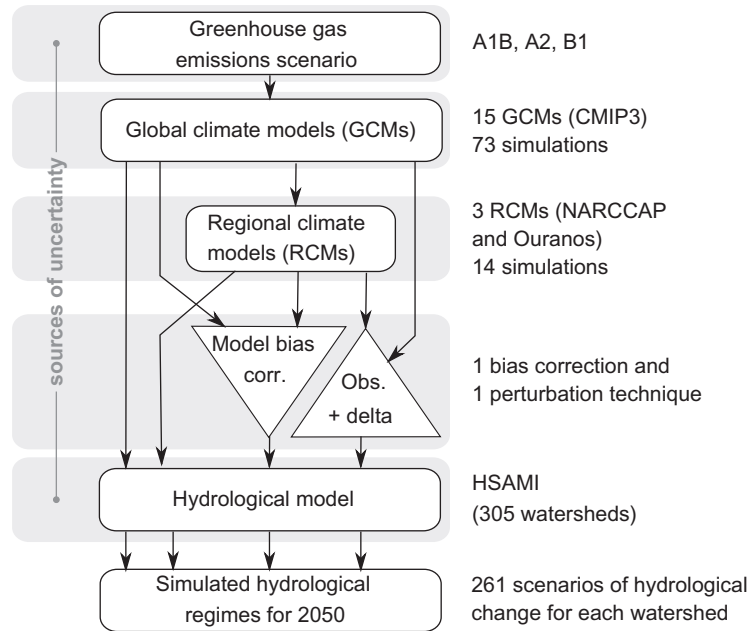 Greenhouse gas
emissions scenario
A1B, A2, B1
Global climate models (GCMs)
15 GCMs (CMIP3)
73 simulations
Regional climate
models (RCMs)
3 RCMs (NARCCAP
and Ouranos)
14 simulations
sources of uncertainty
Model bias
corr.
Obs.
+ delta
1 bias correction and
1 perturbation technique
Hydrological model
HSAMI
(305 watersheds)
Simulated hydrological
regimes for 2050
261 scenarios of hydrological
change for each watershed